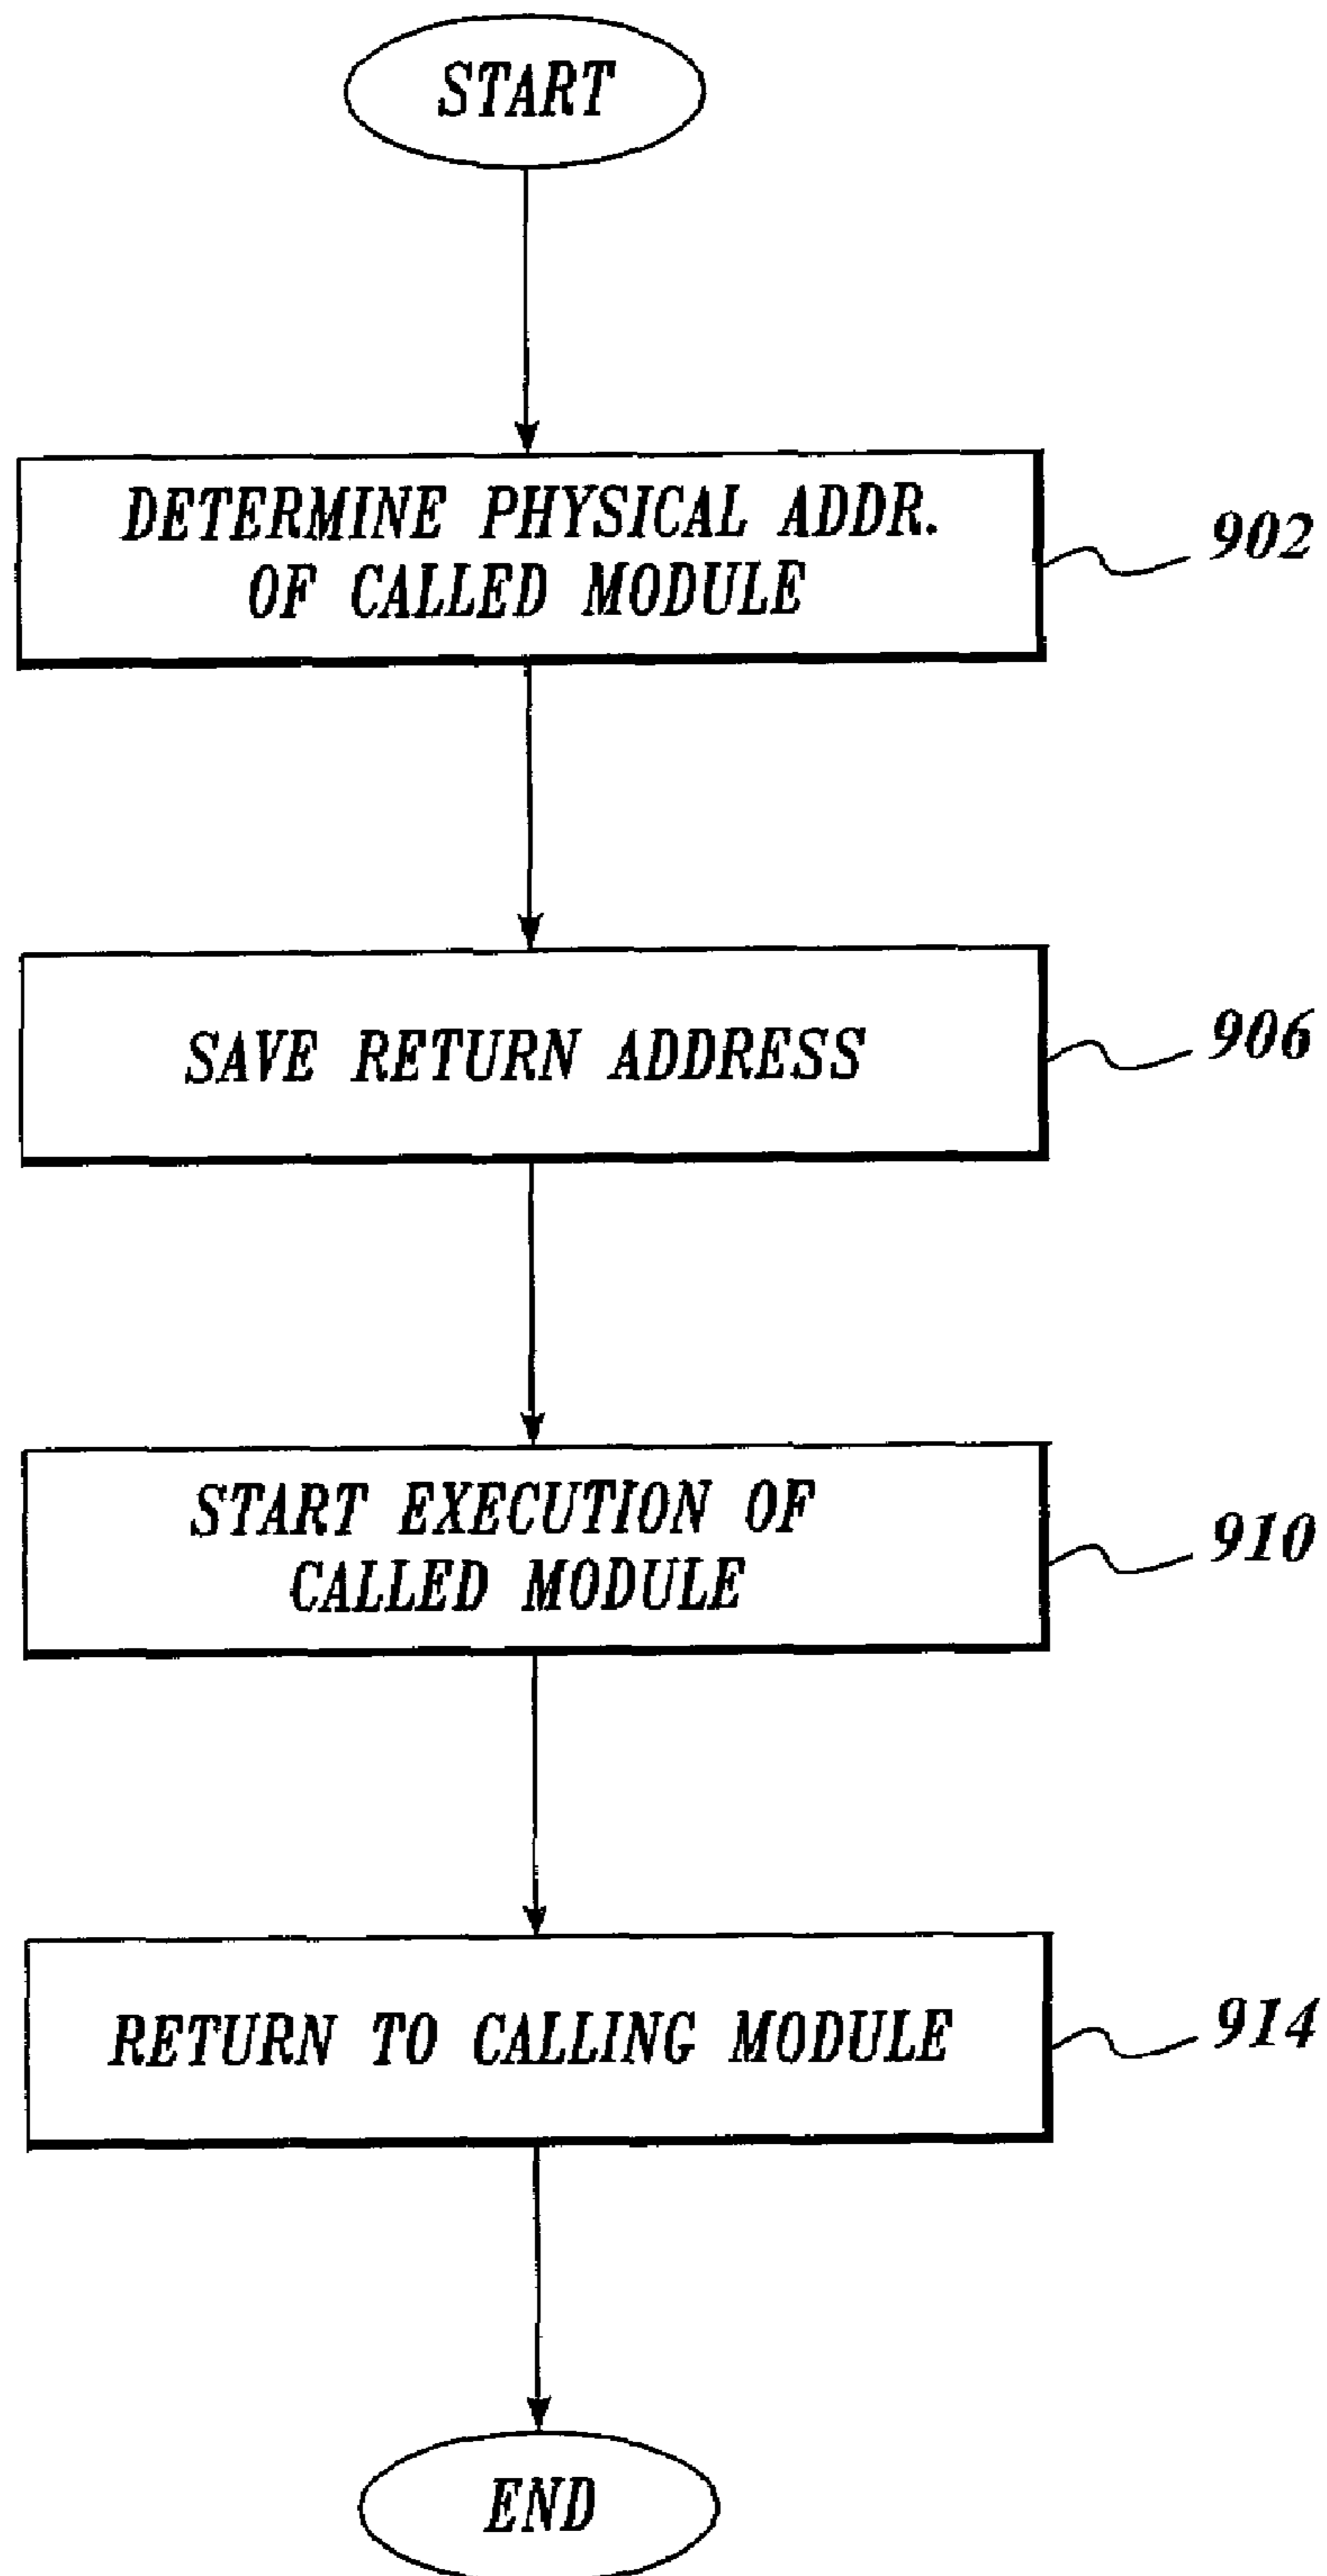 START
DETERMINE PHYSICAL ADDR.
OF CALLED MODULE
902
SAVE RETURN ADDRESS
906
START EXECUTION OF
CALLED MODULE
910
RETURN TO CALLING MODULE
914
END